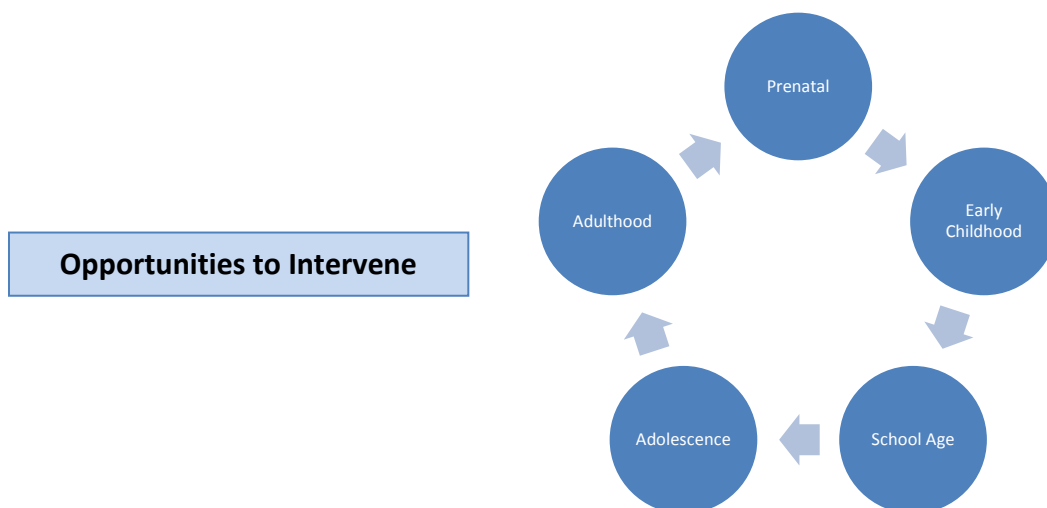 Opportunities to Intervene
Prenatal
Early
Childhood
School Age
Adolescence
Adulthood